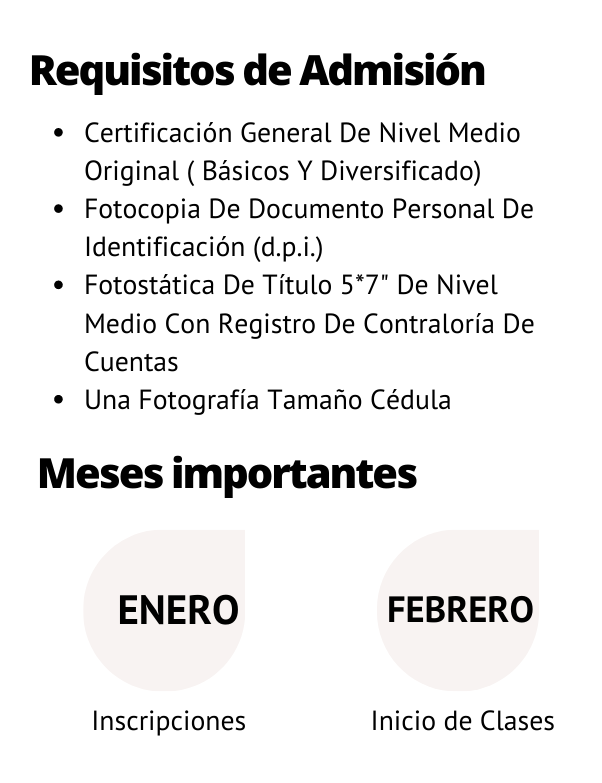 Requisitos de Admisión
• Certificación General De Nivel Medio
Original ( Básicos Y Diversificado)
• Fotocopia De Documento Personal De
Identificación (d.p.i.)
• Fotostática De Título 5*7" De Nivel
Medio Con Registro De Contraloría De
Cuentas
• Una Fotografía Tamaño Cédula
Meses importantes
ENERO
Inscripciones
FEBRERO
Inicio de Clases